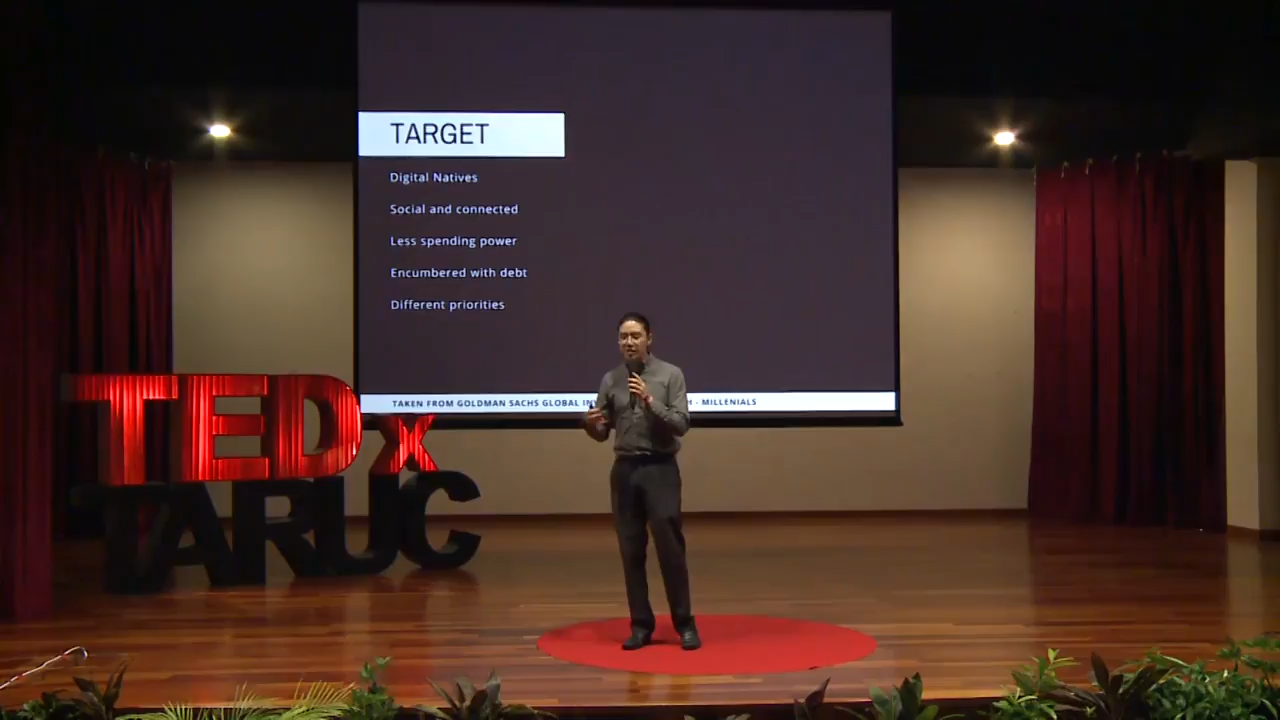 TARGET
Digital Natives
Social and connected
Less spending power
Encumbered with debt
Different priorities
TAKEN FROM GOLDMAN SACHS GLOBAL - MILLENIALS
TEDx
TARUC